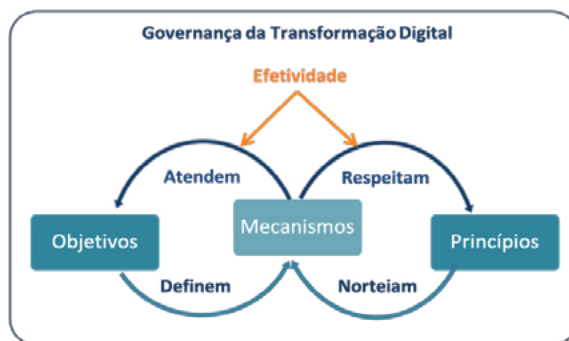 Governança da Transformação Digital
Efetividade
Atendem
Respeitam
Objetivos
Mecanismos
Princípios
Definem
Norteiam